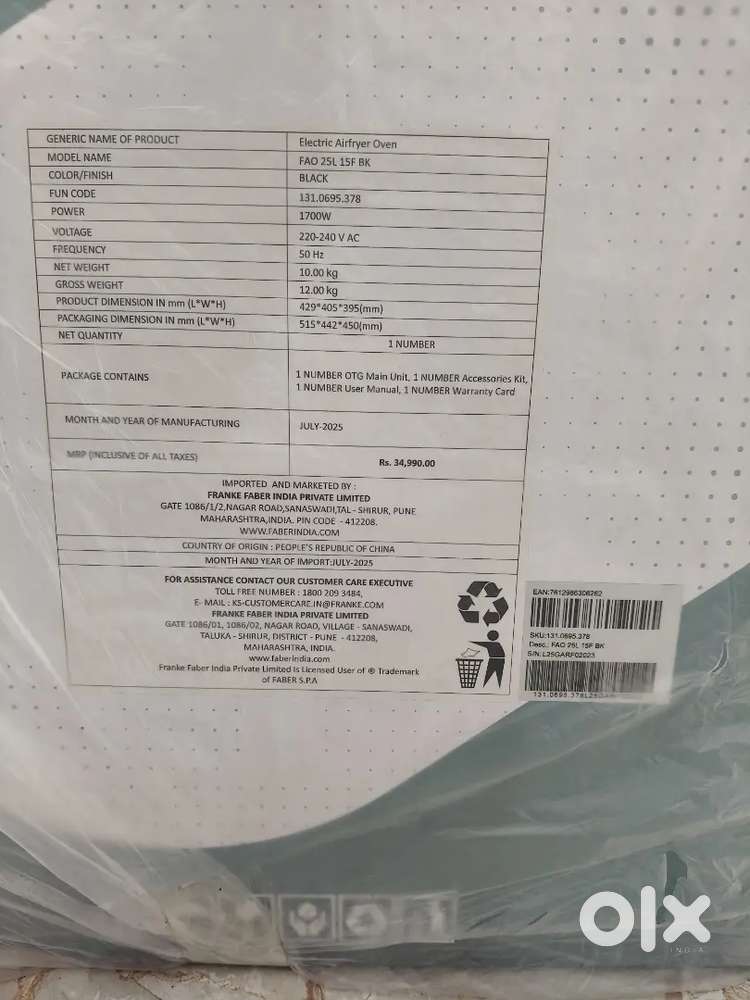 GENERIC NAME OF PRODUCT Electric Airfryer Oven
MODEL NAME FAO 25L 15F BK
COLOR/FINISH BLACK
FUN CODE 131.0695.378
POWER 1700W
VOLTAGE 220-240 V AC
FREQUENCY 50 Hz
NET WEIGHT 10.00 kg
GROSS WEIGHT 12.00 kg
PRODUCT DIMENSION IN mm (L*W*H) 429*405*395(mm)
PACKAGING DIMENSION IN mm (L*W*H) 515*442*450(mm)
NET QUANTITY 1 NUMBER
PACKAGE CONTAINS 1 NUMBER OTG Main Unit, 1 NUMBER Accessories Kit,
1 NUMBER User Manual, 1 NUMBER Warranty Card
MONTH AND YEAR OF MANUFACTURING JULY-2025
MRP (INCLUSIVE OF ALL TAXES) Rs. 34,990.00
IMPORTED AND MARKETED BY :
FRANKE FABER INDIA PRIVATE LIMITED
GATE 1086/1/2,NAGAR ROAD,SANASWADI,TAL - SHIRUR, PUNE
MAHARASHTRA,INDIA. PIN CODE - 412208.
WWW.FABERINDIA.COM
COUNTRY OF ORIGIN : PEOPLE'S REPUBLIC OF CHINA
MONTH AND YEAR OF IMPORT:JULY-2025
FOR ASSISTANCE CONTACT OUR CUSTOMER CARE EXECUTIVE
TOLL FREE NUMBER : 1800 209 3484,
E- MAIL : KS-CUSTOMERCARE.IN@FRANKE.COM
FRANKE FABER INDIA PRIVATE LIMITED
GATE 1086/01, 1086/02, NAGAR ROAD, VILLAGE - SANASWADI,
TALUKA - SHIRUR, DISTRICT - PUNE - 412208,
MAHARASHTRA, INDIA.
www.faberindia.com
Franke Faber India Private Limited is Licensed User of ® Trademark
of FABER S.P.A
EAN:7612986306262
SKU:131.0695.378
Desc.: FAO 25L 15F BK
S/N:L25GARF02023
olx
INDIA